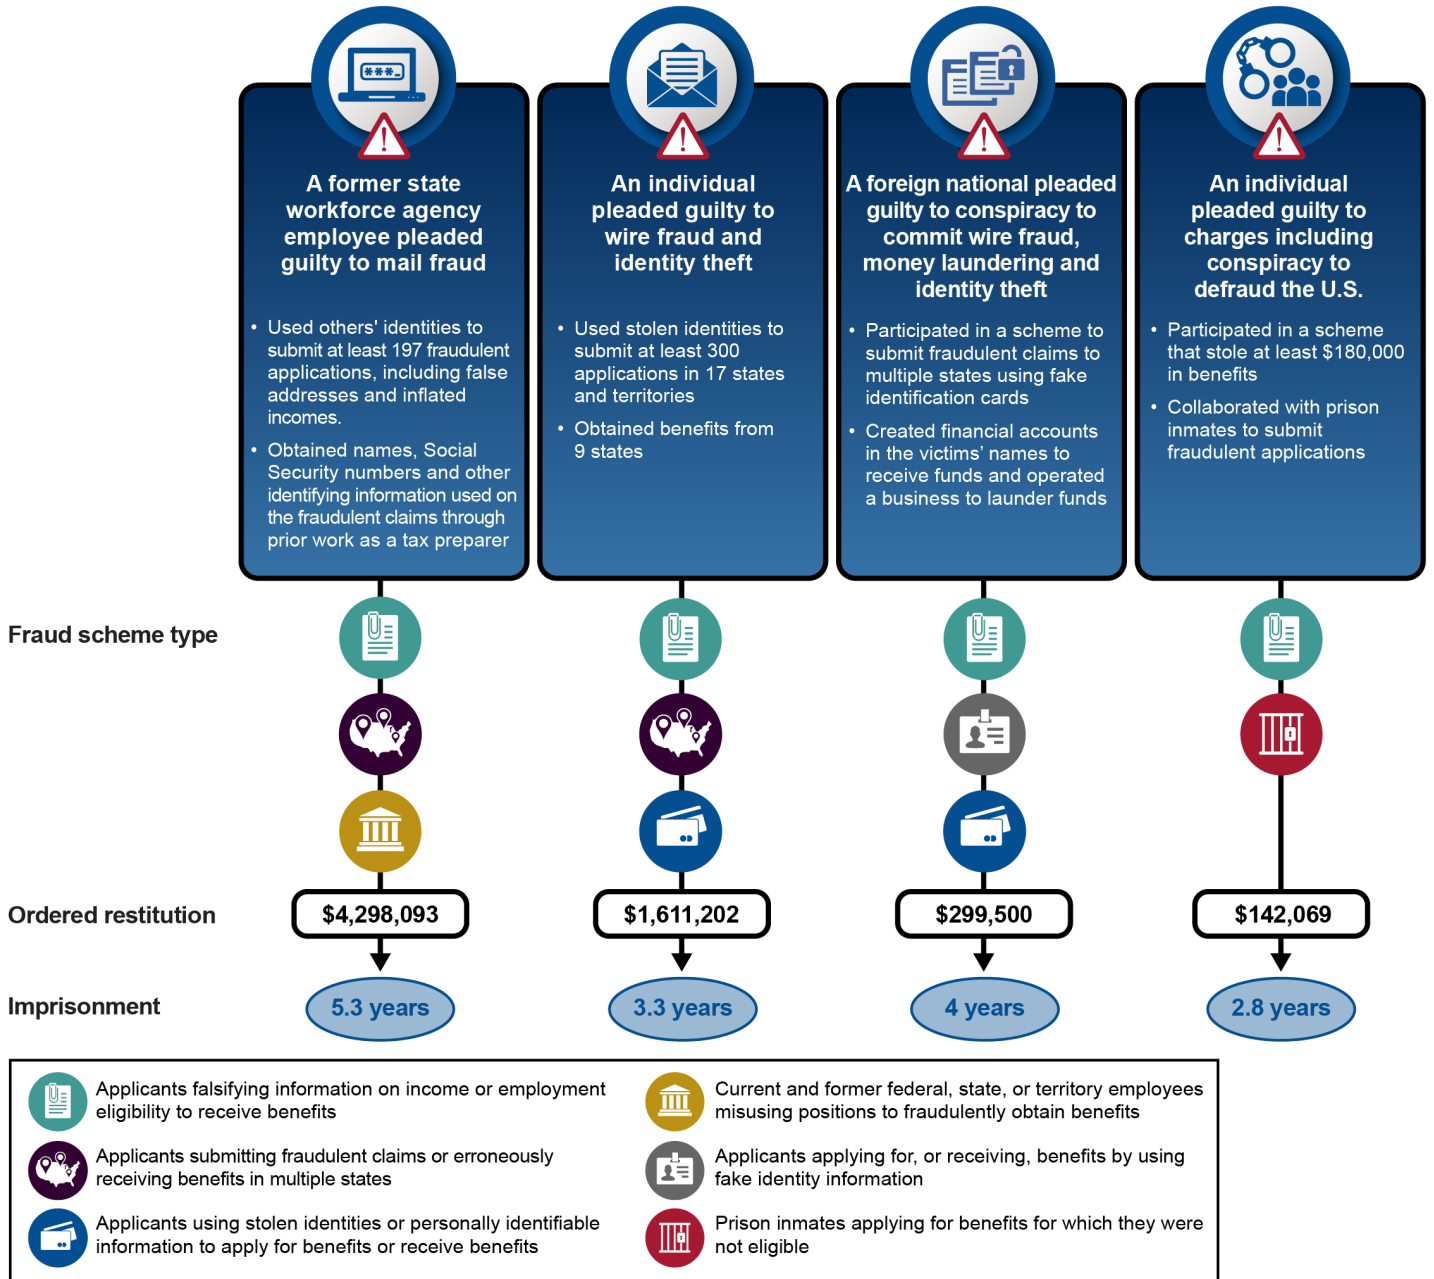 ***_
A former state
workforce agency
employee pleaded
guilty to mail fraud
• Used others' identities to
submit at least 197 fraudulent
applications, including false
addresses and inflated
incomes.
• Obtained names, Social
Security numbers and other
identifying information used on
the fraudulent claims through
prior work as a tax preparer
An individual
pleaded guilty to
wire fraud and
identity theft
• Used stolen identities to
submit at least 300
applications in 17 states
and territories
• Obtained benefits from
9 states
A foreign national pleaded
guilty to conspiracy to
commit wire fraud,
money laundering and
identity theft
• Participated in a scheme to
submit fraudulent claims to
multiple states using fake
identification cards
• Created financial accounts
in the victims’ names to
receive funds and operated
a business to launder funds
An individual
pleaded guilty to
charges including
conspiracy to
defraud the U.S.
• Participated in a scheme
that stole at least $180,000
in benefits
• Collaborated with prison
inmates to submit
fraudulent applications
Fraud scheme type
Ordered restitution
$4,298,093
$1,611,202
$299,500
$142,069
Imprisonment
5.3 years
3.3 years
4 years
2.8 years
Applicants falsifying information on income or employment
eligibility to receive benefits
Applicants submitting fraudulent claims or erroneously
receiving benefits in multiple states
Applicants using stolen identities or personally identifiable
information to apply for benefits or receive benefits
Current and former federal, state, or territory employees
misusing positions to fraudulently obtain benefits
Applicants applying for, or receiving, benefits by using
fake identity information
Prison inmates applying for benefits for which they were
not eligible